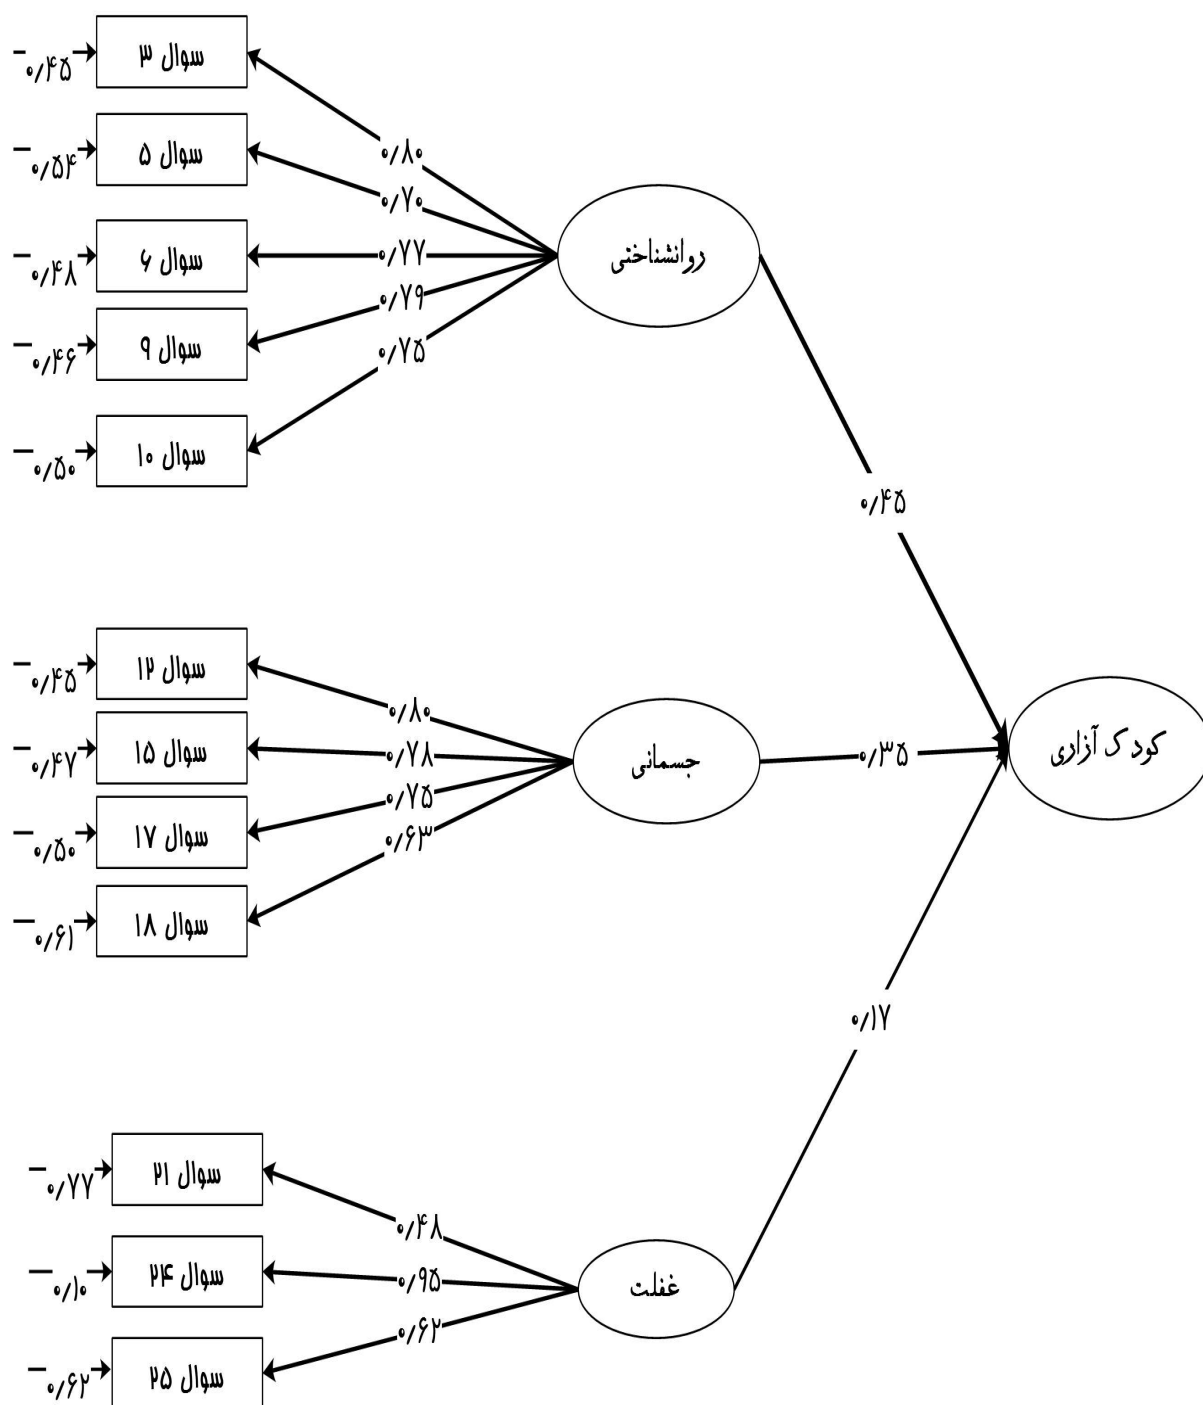 سوال ۳
۰/۴۵
۰/۸۰
سوال ۵
۰/۵۴
۰/۷۰
سوال ۶
۰/۴۸
۰/۷۷
روانشناختی
سوال ۹
۰/۴۶
۰/۷۹
سوال ۱۰
۰/۵۰
۰/۷۵
۰/۴۵
سوال ۱۲
۰/۴۵
۰/۸۰
سوال ۱۵
۰/۴۷
۰/۷۸
جسمانی
۰/۳۵
کودک آزاری
سوال ۱۷
۰/۵۰
۰/۷۵
سوال ۱۸
۰/۶۱
۰/۶۳
۰/۱۷
سوال ۲۱
۰/۷۷
۰/۴۸
سوال ۲۴
۰/۱۰
۰/۹۵
غفلت
سوال ۲۵
۰/۶۲
۰/۶۲